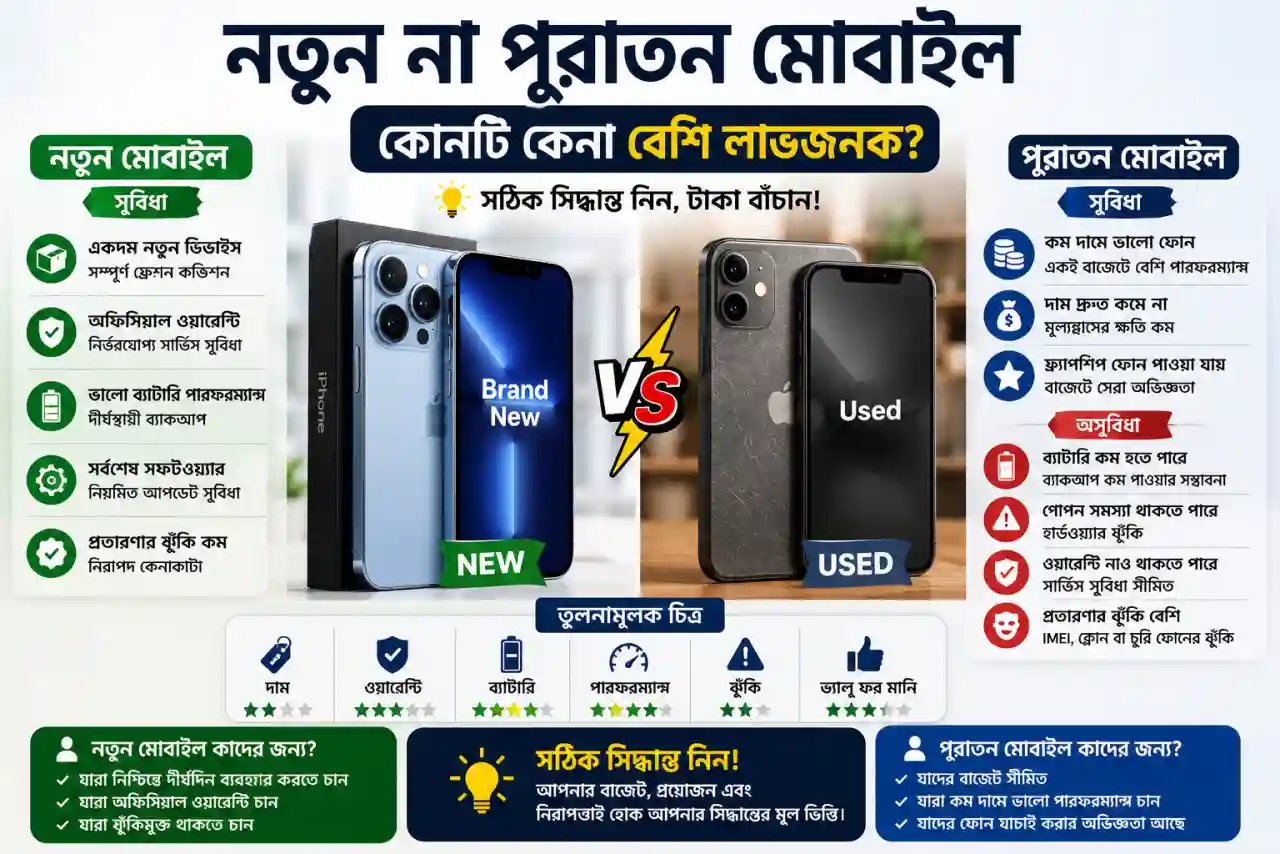 নতুন না পুরাতন মোবাইল
কোনটি কেনা বেশি লাভজনক?
সঠিক সিদ্ধান্ত নিন, টাকা বাঁচান!
নতুন মোবাইল
সুবিধা
একদম নতুন ডিভাইস
সম্পূর্ণ ফ্রেশন কন্ডিশন
অফিসিয়াল ওয়ারেন্টি
নির্ভরযোগ্য সার্ভিস সুবিধা
ভালো ব্যাটারি পারফরম্যান্স
দীর্ঘস্থায়ী ব্যাকআপ
সর্বশেষ সফটওয়্যার
নিয়মিত আপডেট সুবিধা
প্রতারণার ঝুঁকি কম
নিরাপদ কেনাকাটা
iPhone
Brand
New
NEW
VS
Used
USED
পুরাতন মোবাইল
সুবিধা
কম দামে ভালো ফোন
একই বাজেটে বেশি পারফরম্যান্স
দাম দ্রুত কমে না
মূল্যহ্রাসের ক্ষতি কম
ফ্ল্যাগশিপ ফোন পাওয়া যায়
বাজেটে সেরা অভিজ্ঞতা
অসুবিধা
ব্যাটারি কম হতে পারে
ব্যাকআপ কম পাওয়ার সম্ভাবনা
গোপন সমস্যা থাকতে পারে
হার্ডওয়্যার ঝুঁকি
ওয়ারেন্টি নাও থাকতে পারে
সার্ভিস সুবিধা সীমিত
প্রতারণার ঝুঁকি বেশি
IMEI, ক্লোন বা চুরি ফোনের ঝুঁকি
তুলনামুলক চিত্র
দাম
ওয়ারেন্টি
ব্যাটারি
পারফরম্যান্স
ঝুঁকি
ভ্যালু ফর মানি
নতুন মোবাইল কাদের জন্য?
যারা নিশ্চিন্তে দীর্ঘদিন ব্যবহার করতে চান
যারা অফিসিয়াল ওয়ারেন্টি চান
যারা ঝুঁকিমুক্ত থাকতে চান
সঠিক সিদ্ধান্ত নিন!
আপনার বাজেট, প্রয়োজন এবং
নিরাপত্তাই হোক আপনার সিদ্ধান্তের মূল ভিত্তি।
পুরাতন মোবাইল কাদের জন্য?
যাদের বাজেট সীমিত
যারা কম দামে ভালো পারফরম্যান্স চান
যাদের ফোন যাচাই করার অভিজ্ঞতা আছে